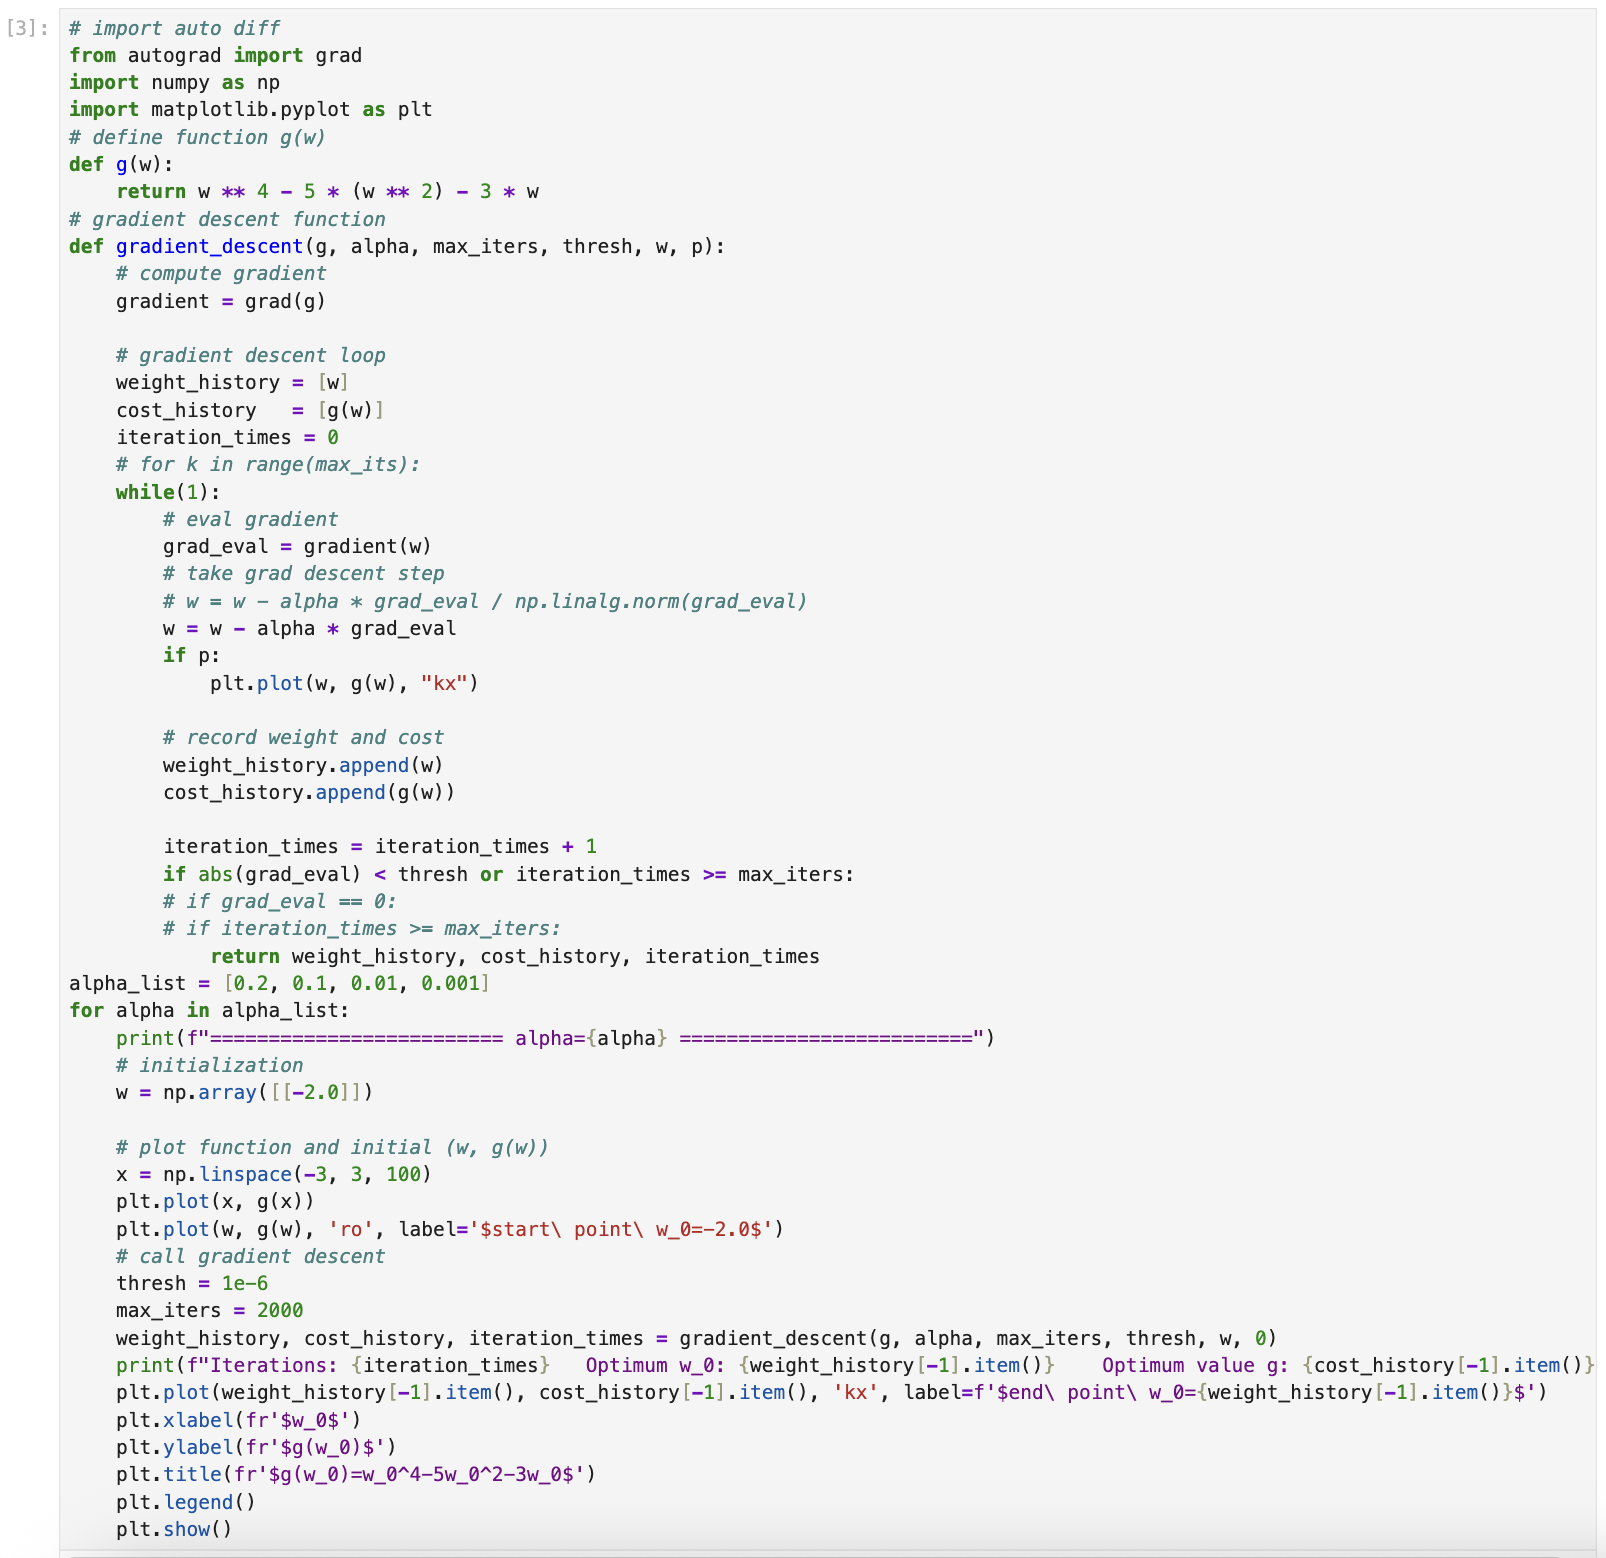 [3]: # import auto diff
from autograd import grad
import numpy as np
import matplotlib.pyplot as plt
# define function g(w)
def g(w):
    return w ** 4 - 5 * (w ** 2) - 3 * w
# gradient descent function
def gradient_descent(g, alpha, max_iters, thresh, w, p):
    # compute gradient
    gradient = grad(g)

    # gradient descent loop
    weight_history = [w]
    cost_history   = [g(w)]
    iteration_times = 0
    # for k in range(max_its):
    while(1):
        # eval gradient
        grad_eval = gradient(w)
        # take grad descent step
        # w = w - alpha * grad_eval / np.linalg.norm(grad_eval)
        w = w - alpha * grad_eval
        if p:
            plt.plot(w, g(w), "kx")

        # record weight and cost
        weight_history.append(w)
        cost_history.append(g(w))

        iteration_times = iteration_times + 1
        if abs(grad_eval) < thresh or iteration_times >= max_iters:
        # if grad_eval == 0:
        # if iteration_times >= max_iters:
            return weight_history, cost_history, iteration_times
alpha_list = [0.2, 0.1, 0.01, 0.001]
for alpha in alpha_list:
    print(f"========================= alpha={alpha} =========================")
    # initialization
    w = np.array([[-2.0]])

    # plot function and initial (w, g(w))
    x = np.linspace(-3, 3, 100)
    plt.plot(x, g(x))
    plt.plot(w, g(w), 'ro', label='$start\ point\ w_0=-2.0$')
    # call gradient descent
    thresh = 1e-6
    max_iters = 2000
    weight_history, cost_history, iteration_times = gradient_descent(g, alpha, max_iters, thresh, w, 0)
    print(f"Iterations: {iteration_times}   Optimum w_0: {weight_history[-1].item()}    Optimum value g: {cost_history[-1].item()}
    plt.plot(weight_history[-1].item(), cost_history[-1].item(), 'kx', label=f'$end\ point\ w_0={weight_history[-1].item()}$')
    plt.xlabel(fr'$w_0$')
    plt.ylabel(fr'$g(w_0)$')
    plt.title(fr'$g(w_0)=w_0^4-5w_0^2-3w_0$')
    plt.legend()
    plt.show()